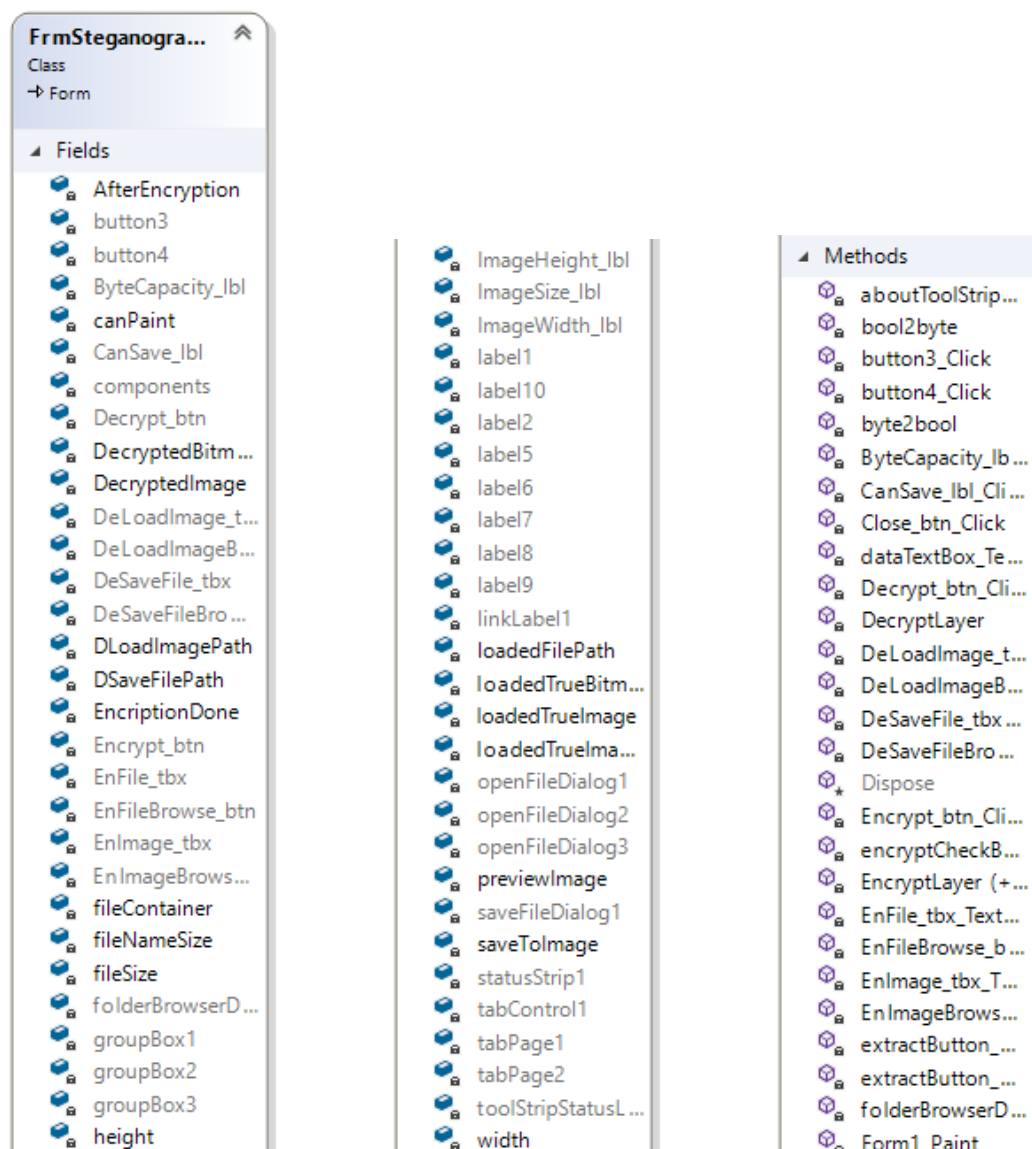 FrmSteganogra...
Class
Form
Fields
AfterEncryption
button3
button4
ByteCapacity_lbl
canPaint
CanSave_lbl
components
Decrypt_btn
DecryptedBitm...
DecryptedImage
DeLoadImage_t...
DeLoadImageB...
DeSaveFile_tbx
DeSaveFileBro...
DLoadImagePath
DSaveFilePath
EncriptionDone
Encrypt_btn
EnFile_tbx
EnFileBrowse_btn
EnImage_tbx
EnImageBrows...
fileContainer
fileNameSize
fileSize
folderBrowserD...
groupBox1
groupBox2
groupBox3
height
ImageHeight_lbl
ImageSize_lbl
ImageWidth_lbl
label1
label10
label2
label5
label6
label7
label8
label9
linkLabel1
loadedFilePath
loadedTrueBitm...
loadedTrueImage
loadedTrueIma...
openFileDialog1
openFileDialog2
openFileDialog3
previewImage
saveFileDialog1
saveToImage
statusStrip1
tabControl1
tabPage1
tabPage2
toolStripStatusL...
width
Methods
aboutToolStrip...
bool2byte
button3_Click
button4_Click
byte2bool
ByteCapacity_lb...
CanSave_lbl_Cli...
Close_btn_Click
dataTextBox_Te...
Decrypt_btn_Cli...
DecryptLayer
DeLoadImage_t...
DeLoadImageB...
DeSaveFile_tbx...
DeSaveFileBro...
Dispose
Encrypt_btn_Cli...
encryptCheckB...
EncryptLayer (+...
EnFile_tbx_Text...
EnFileBrowse_b...
EnImage_tbx_T...
EnImageBrows...
extractButton_...
extractButton_...
folderBrowserD...
Form1_Paint